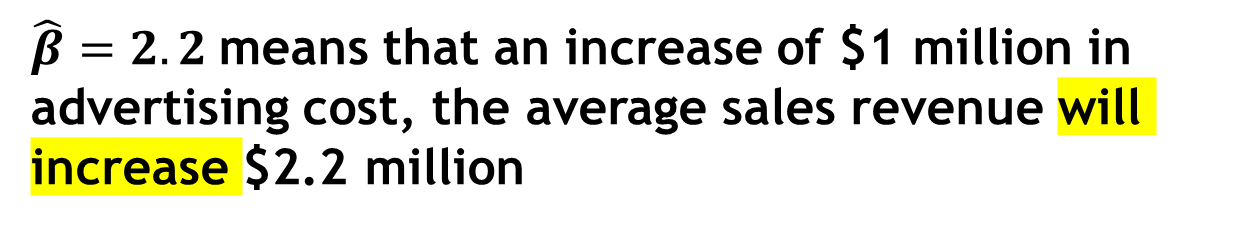 β̂ = 2.2 means that an increase of $1 million in
advertising cost, the average sales revenue will
increase $2.2 million